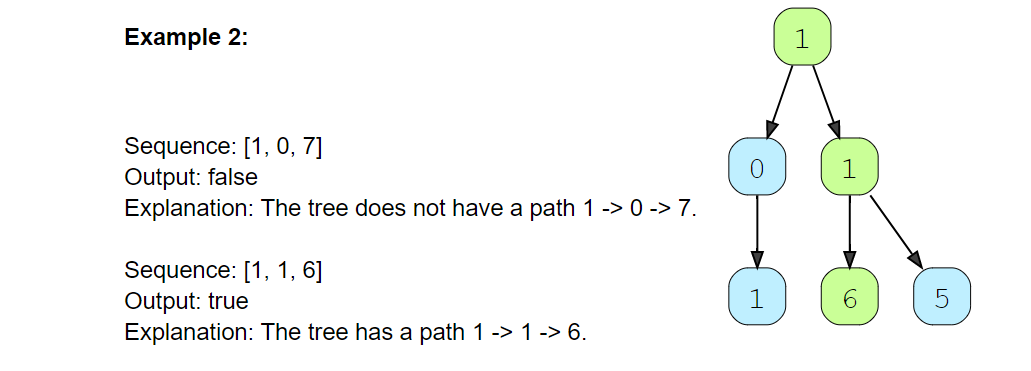 Example 2:
Sequence: [1, 0, 7]
Output: false
Explanation: The tree does not have a path 1 -> 0 -> 7.
Sequence: [1, 1, 6]
Output: true
Explanation: The tree has a path 1 -> 1 -> 6.
1
0 1
1 6 5